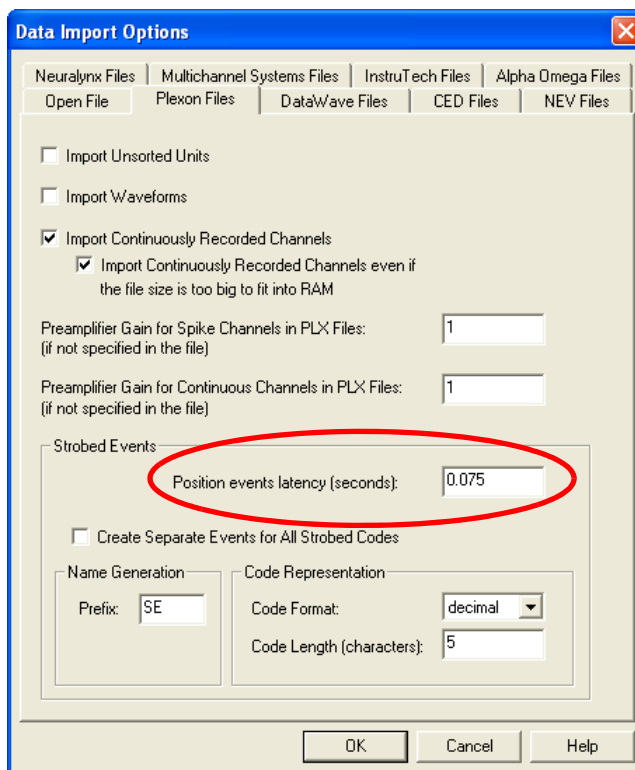 Data Import Options
Neuralynx Files Multichannel Systems Files InstruTech Files Alpha Omega Files
Open File Plexon Files DataWave Files CED Files NEV Files
Import Unsorted Units
Import Waveforms
Import Continuously Recorded Channels
Import Continuously Recorded Channels even if
the file size is too big to fit into RAM
Preamplifier Gain for Spike Channels in PLX Files: 1
(if not specified in the file)
Preamplifier Gain for Continuous Channels in PLX Files: 1
(if not specified in the file)
Strobed Events
Position events latency (seconds): 0.075
Create Separate Events for All Strobed Codes
Name Generation Code Representation
Prefix: SE Code Format: decimal
Code Length (characters): 5
OK Cancel Help